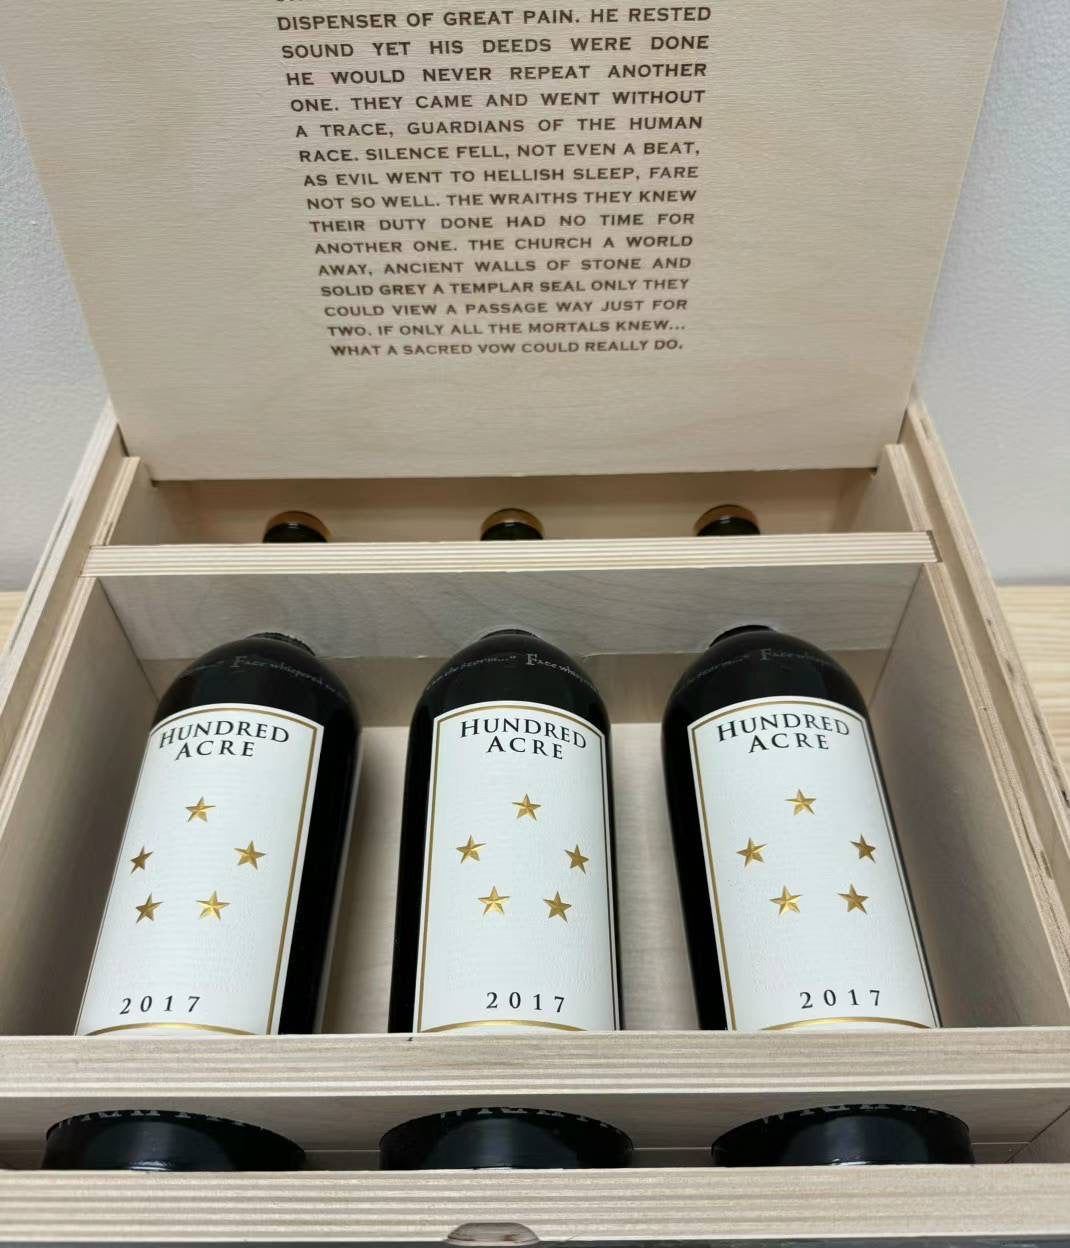 DISPENSER OF GREAT PAIN. HE RESTED
SOUND YET HIS DEEDS WERE DONE
HE WOULD NEVER REPEAT ANOTHER
ONE. THEY CAME AND WENT WITHOUT
A TRACE, GUARDIANS OF THE HUMAN
RACE. SILENCE FELL, NOT EVEN A BEAT,
AS EVIL WENT TO HELLISH SLEEP, FARE
NOT SO WELL. THE WRAITHS THEY KNEW
THEIR DUTY DONE HAD NO TIME FOR
ANOTHER ONE. THE CHURCH A WORLD
AWAY, ANCIENT WALLS OF STONE AND
SOLID GREY A TEMPLAR SEAL ONLY THEY
COULD VIEW A PASSAGE WAY JUST FOR
TWO. IF ONLY ALL THE MORTALS KNEW...
WHAT A SACRED VOW COULD REALLY DO.
Fate whispered
HUNDRED
ACRE
2017
storm..." Fate
HUNDRED
ACRE
2017
Fate
HUNDRED
ACRE
2017